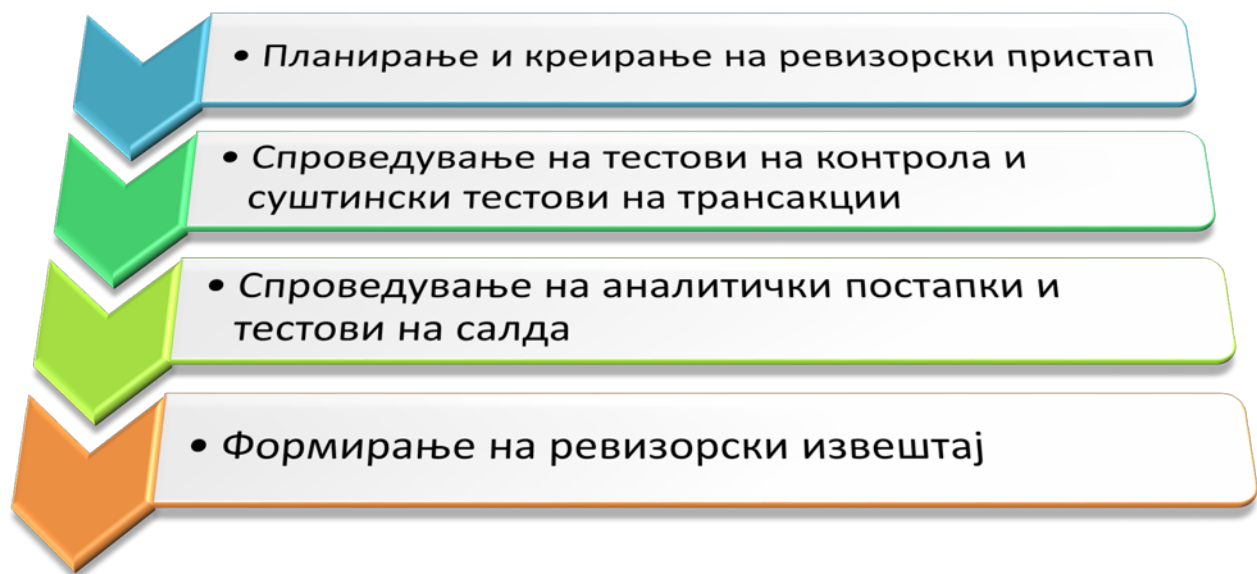 • Планирање и креирање на ревизорски пристап
• Спроведување на тестови на контрола и
суштински тестови на трансакции
• Спроведување на аналитички постапки и
тестови на салда
• Формирање на ревизорски извештај